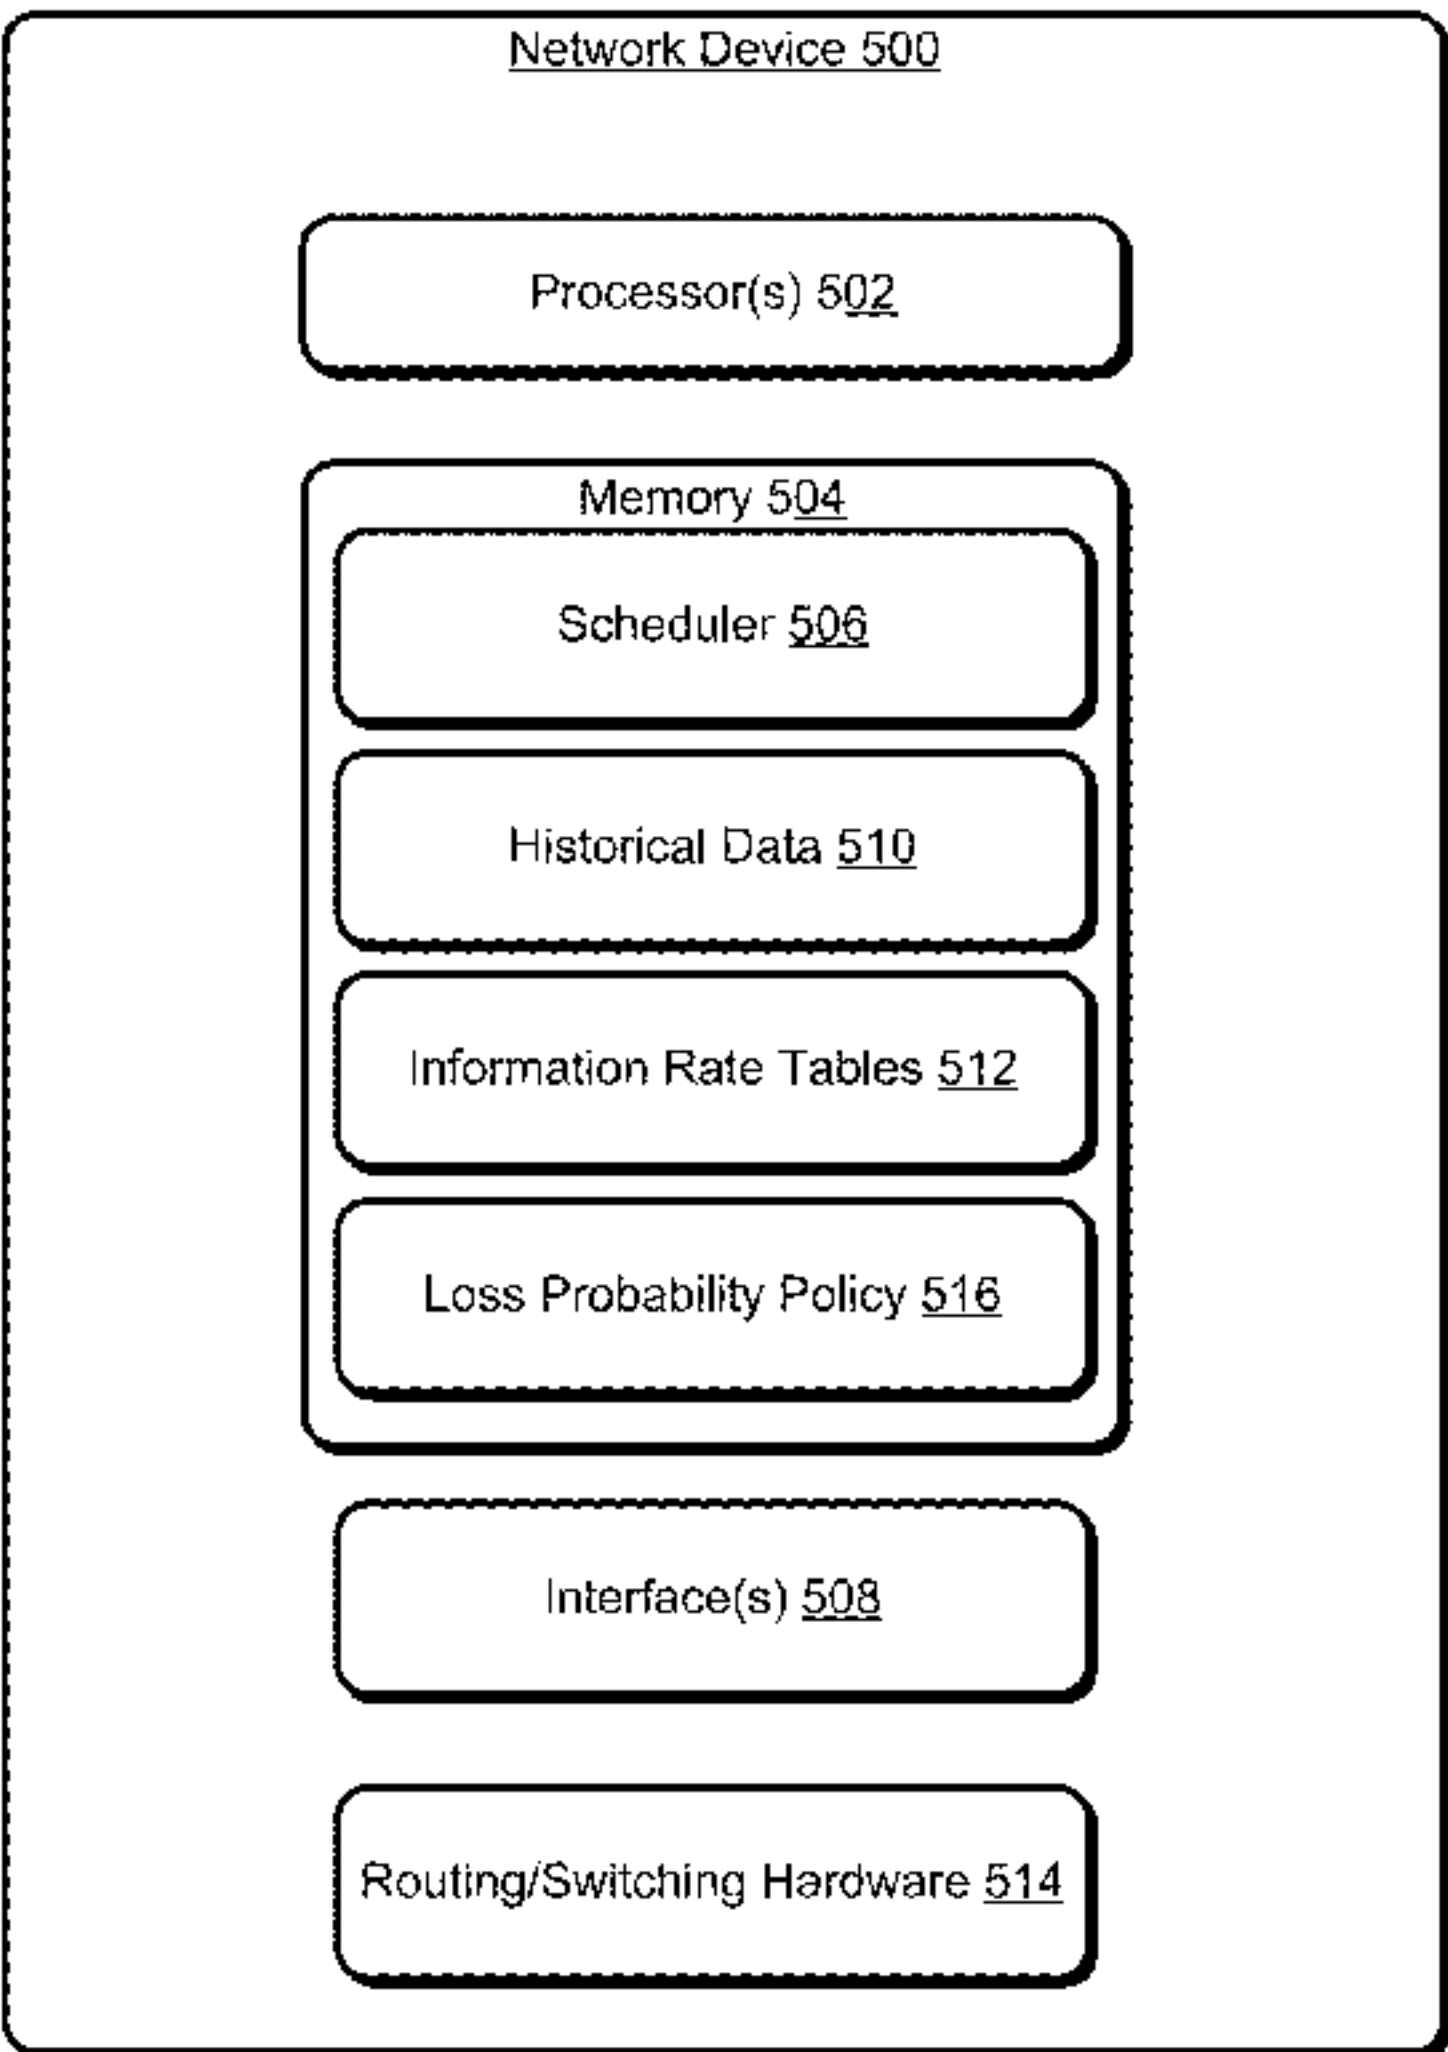 Network Device 500
Processor(s) 502
Memory 504
Scheduler 506
Historical Data 510
Information Rate Tables 512
Loss Probability Policy 516
Interface(s) 508
Routing/Switching Hardware 514